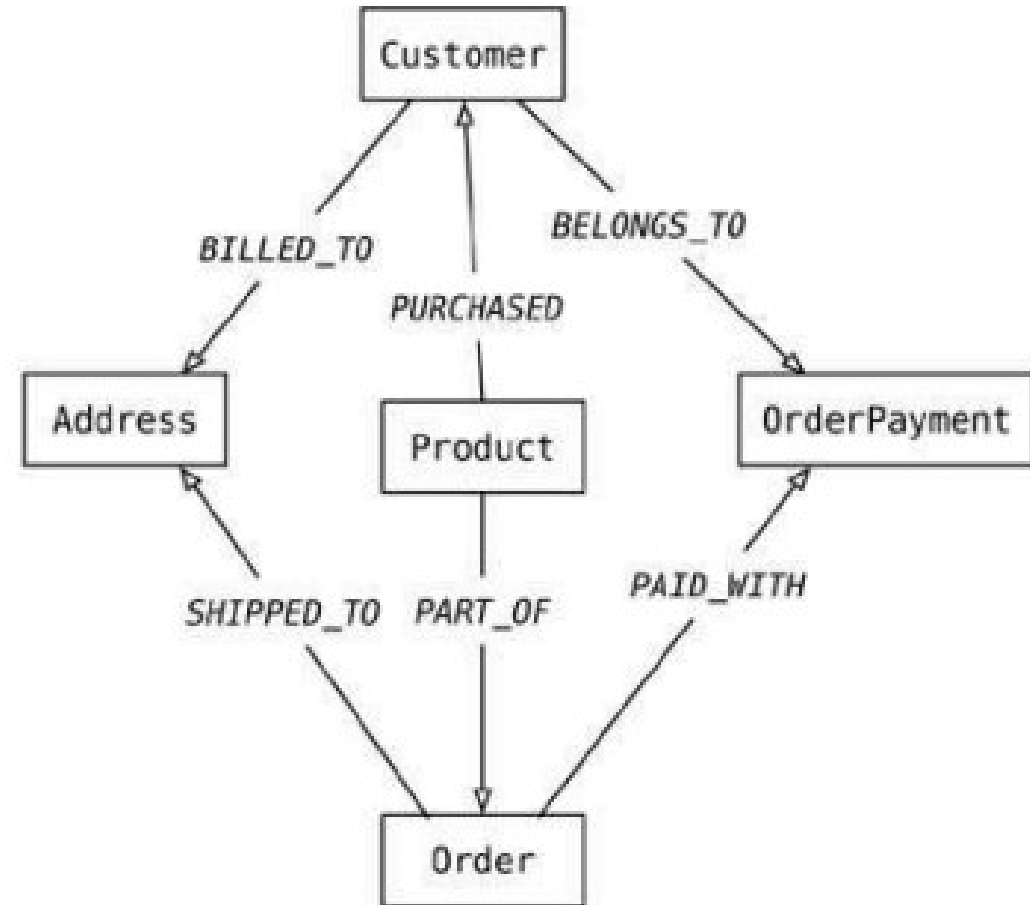 Customer
BELONGS_TO
BILLED_TO
PURCHASED
Address
Product
OrderPayment
SHIPPED_TO
PART_OF
PAID_WITH
Order